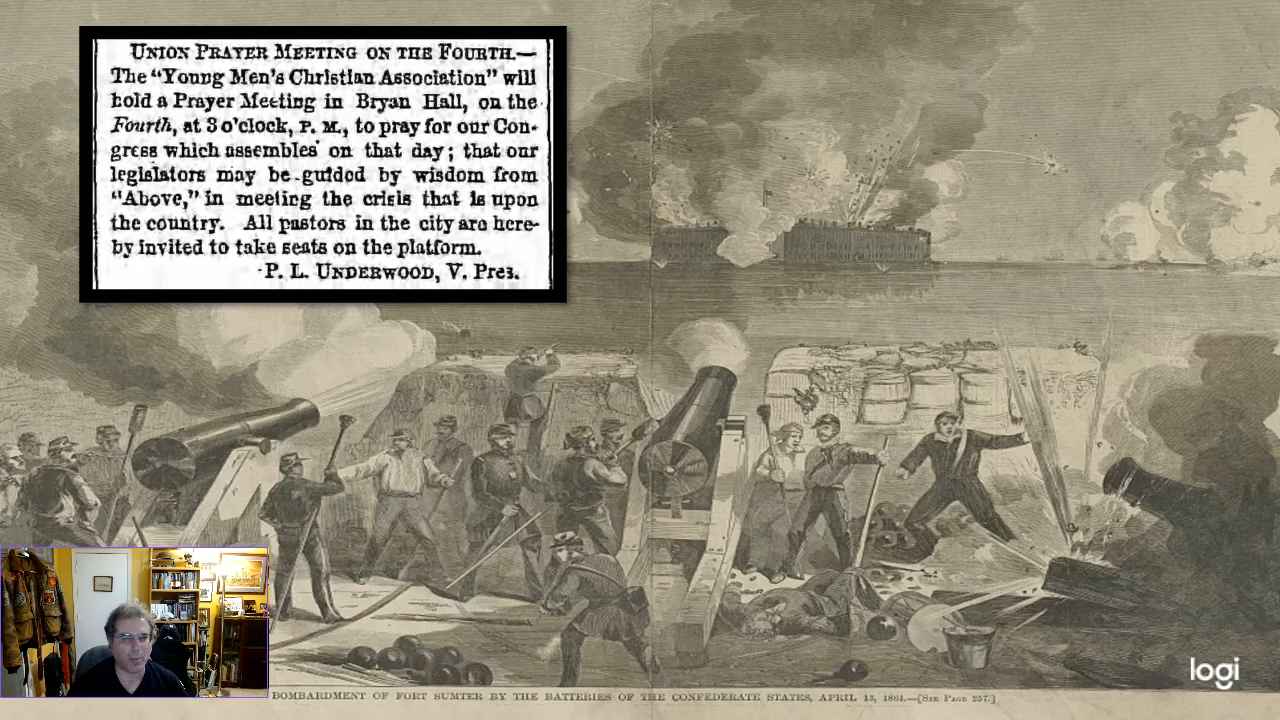 UNION PRAYER MEETING ON THE FOURTH.—
The "Young Men's Christian Association" will
hold a Prayer Meeting in Bryan Hall, on the
Fourth, at 3 o'clock, P. M., to pray for our Con-
gress which assembles on that day; that our
legislators may be guided by wisdom from
"Above," in meeting the crisis that is upon
the country. All pastors in the city are here-
by invited to take seats on the platform.
P. L. UNDERWOOD, V. Pres.
BOMBARDMENT OF FORT SUMTER BY THE BATTERIES OF THE CONFEDERATE STATES, APRIL 13, 1861.—[SEE PAGE 257.]
logi